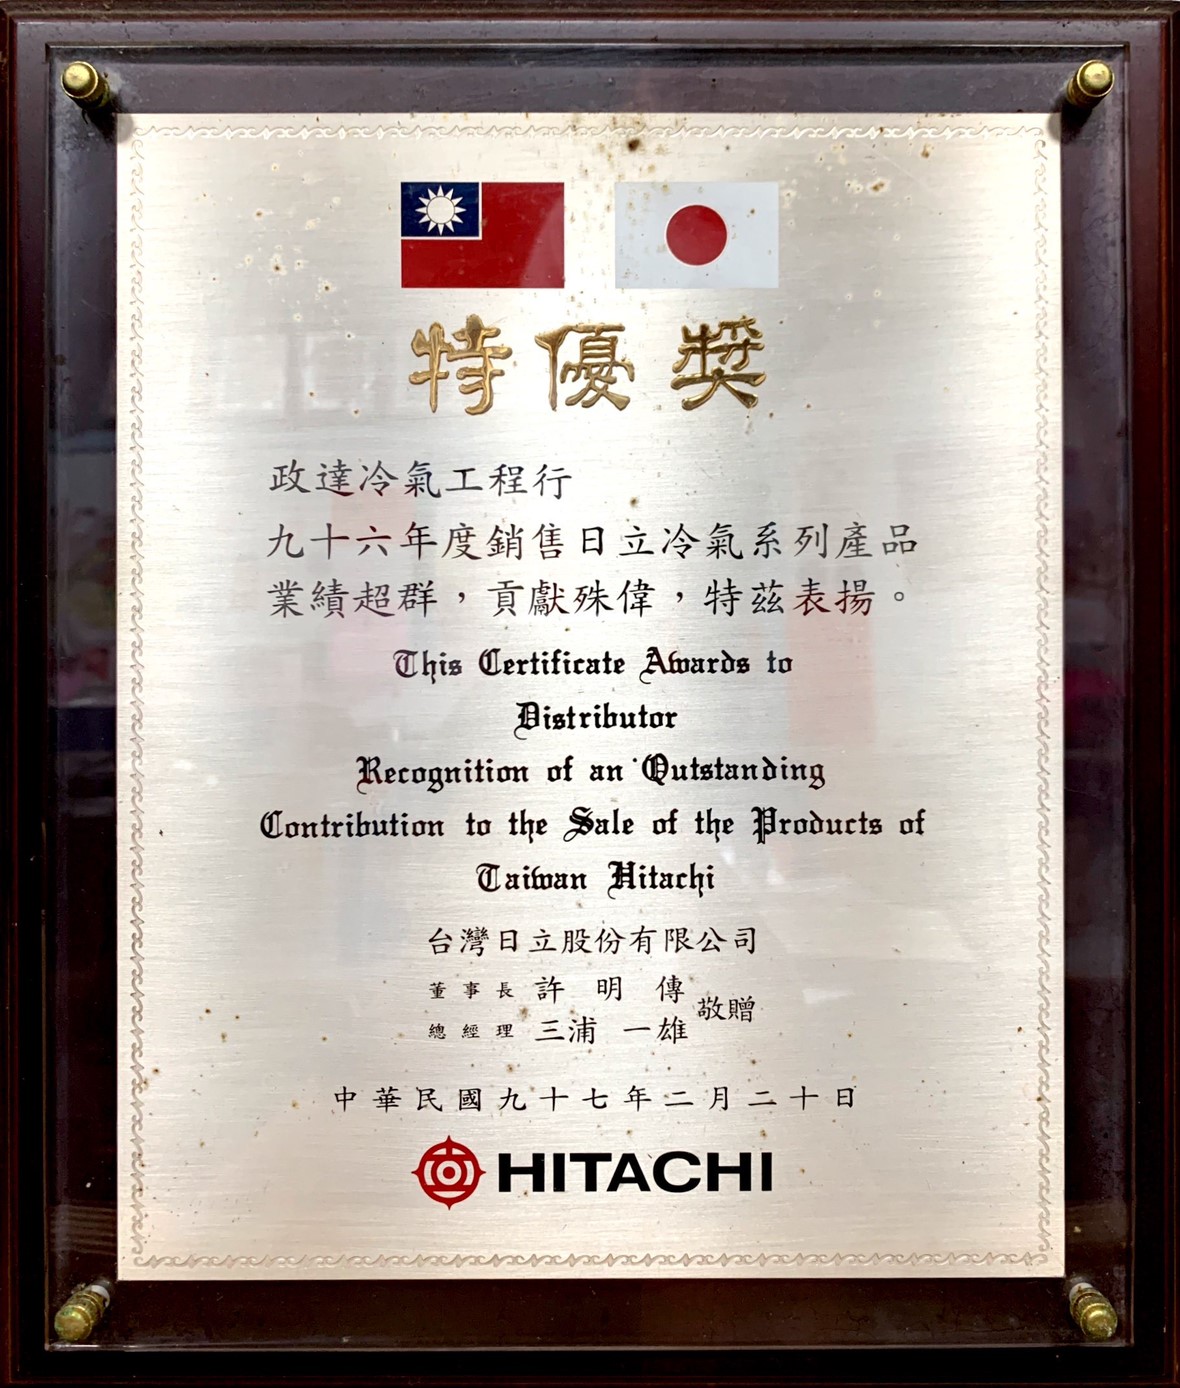 特優獎
政達冷氣工程行
九十六年度銷售日立冷氣系列產品
業績超群，貢獻殊偉，特茲表揚。
This Certificate Awards to
Distributor
Recognition of an Outstanding
Contribution to the Sale of the Products of
Taiwan Hitachi
台灣日立股份有限公司
董事長 許明傳
總經理 三浦一雄 敬贈
中華民國九十七年二月二十日
HITACHI